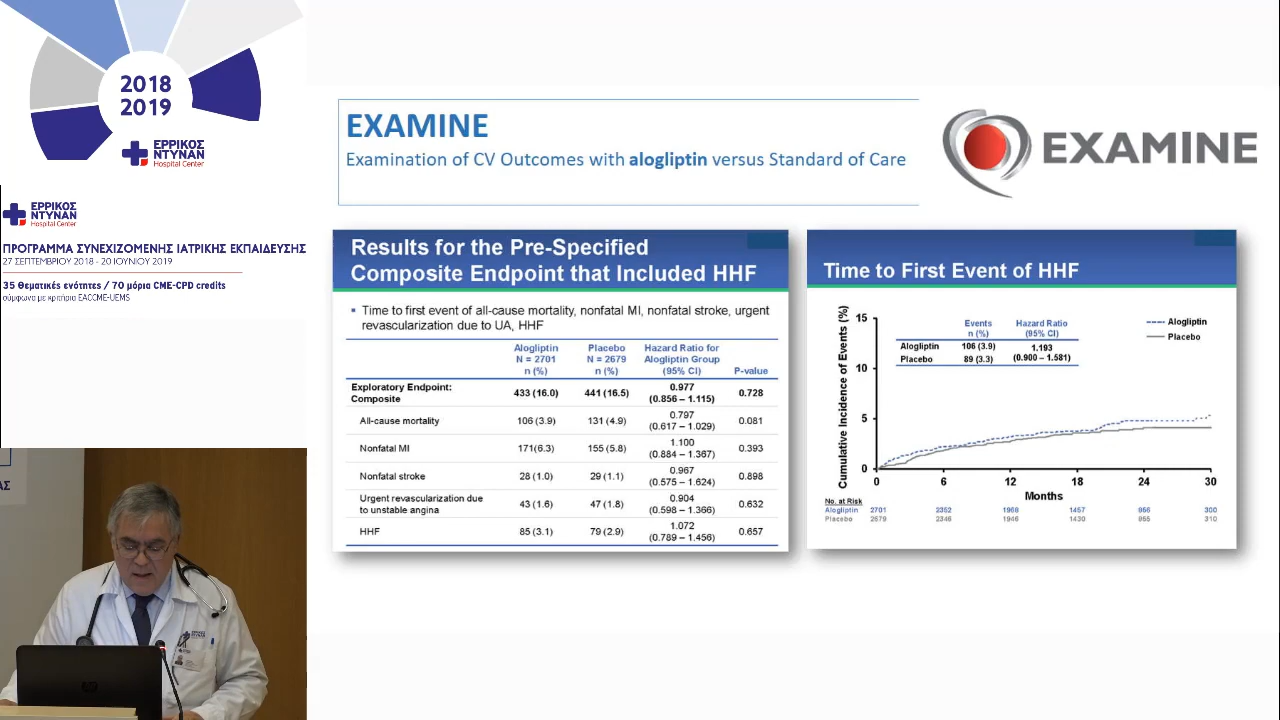 2018
2019
ΕΡΡΙΚΟΣ
ΝΤΥΝΑΝ
Hospital Center
ΕΡΡΙΚΟΣ
ΝΤΥΝΑΝ
Hospital Center
ΠΡΟΓΡΑΜΜΑ ΣΥΝΕΧΙΖΟΜΕΝΗΣ ΙΑΤΡΙΚΗΣ ΕΚΠΑΙΔΕΥΣΗΣ
27 ΣΕΠΤΕΜΒΡΙΟΥ 2018 - 20 ΙΟΥΝΙΟΥ 2019
35 θεματικές ενότητες / 70 μόρια CME-CPD credits
σύμφωνα με κριτήρια EACCME-UEMS
ΑΣ
ΕΡΡΙΚΟΣ
ΝΤΥΝΑΝ
EXAMINE
Examination of CV Outcomes with alogliptin versus Standard of Care
EXAMINE
Results for the Pre-Specified
Composite Endpoint that Included HHF
Time to first event of all-cause mortality, nonfatal MI, nonfatal stroke, urgent
revascularization due to UA, HHF
Alogliptin N = 2701 n (%) Placebo N = 2679 n (%) Hazard Ratio for Alogliptin Group (95% CI) P-value
Exploratory Endpoint: Composite 433 (16.0) 441 (16.5) 0.977 (0.856 – 1.115) 0.728
All-cause mortality 106 (3.9) 131 (4.9) 0.797 (0.617 – 1.029) 0.081
Nonfatal MI 171(6.3) 155 (5.8) 1.100 (0.884 – 1.367) 0.393
Nonfatal stroke 28 (1.0) 29 (1.1) 0.967 (0.575 – 1.624) 0.898
Urgent revascularization due to unstable angina 43 (1.6) 47 (1.8) 0.904 (0.598 – 1.366) 0.632
HHF 85 (3.1) 79 (2.9) 1.072 (0.789 – 1.456) 0.657
Time to First Event of HHF
Cumulative Incidence of Events (%)
15
10
5
0
Events n (%) Hazard Ratio (95% CI)
Alogliptin 106 (3.9) 1.193
Placebo 89 (3.3) (0.900 – 1.581)
Alogliptin
Placebo
0 6 12 18 24 30
Months
No. at Risk
Alogliptin 2701 2352 1968 1457 966 300
Placebo 2679 2346 1946 1430 955 310